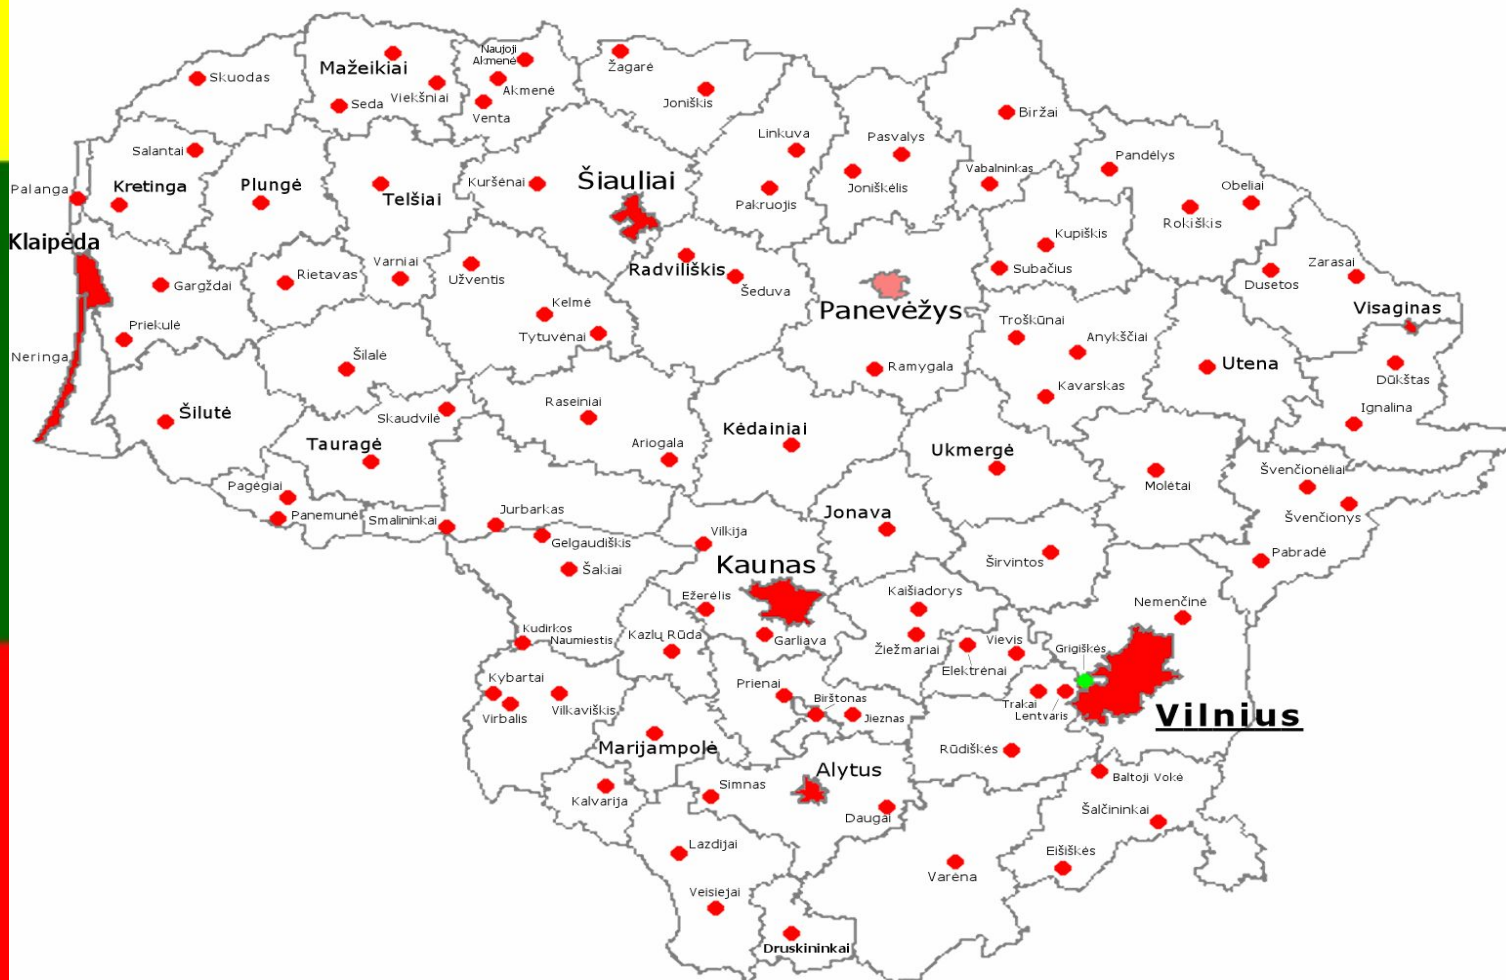 Skuodas
Mažeikiai
Seda
Viekšniai
Naujoji
Akmenė
Akmenė
Venta
Žagarė
Joniškis
Biržai
Salantai
Linkuva
Pasvalys
Pandėlys
Palanga
Kretinga
Plungė
Telšiai
Kuršėnai
Šiauliai
Pakruojis
Joniškėlis
Vabalninkas
Obeliai
Rokiškis
Klaipėda
Gargždai
Rietavas
Varniai
Užventis
Radviliškis
Šeduva
Kupiškis
Subačius
Dusetos
Zarasai
Priekulė
Kelmė
Tytuvėnai
Panevėžys
Troškūnai
Anykščiai
Visaginas
Neringa
Šilalė
Ramygala
Kavarskas
Utena
Dūkštas
Ignalina
Šilutė
Skaudvilė
Tauragė
Raseiniai
Ariogala
Kėdainiai
Ukmergė
Molėtai
Švenčionėliai
Švenčionys
Pagėgiai
Panemunė
Smalininkai
Jurbarkas
Gelgaudiškis
Šakiai
Vilkija
Jonava
Širvintos
Pabradė
Kaunas
Ežerėlis
Garliava
Kaišiadorys
Žiežmariai
Nemenčinė
Kudirkos
Naumiestis
Kazlų Rūda
Elektrėnai
Vievis
Grigiškės
Kybartai
Virbalis
Vilkaviškis
Prienai
Birštonas
Jieznas
Trakai
Lentvaris
Vilnius
Marijampolė
Rūdiškės
Kalvarija
Simnas
Alytus
Daugai
Baltoji Vokė
Šalčininkai
Lazdijai
Varėna
Eišiškės
Veisiejai
Druskininkai